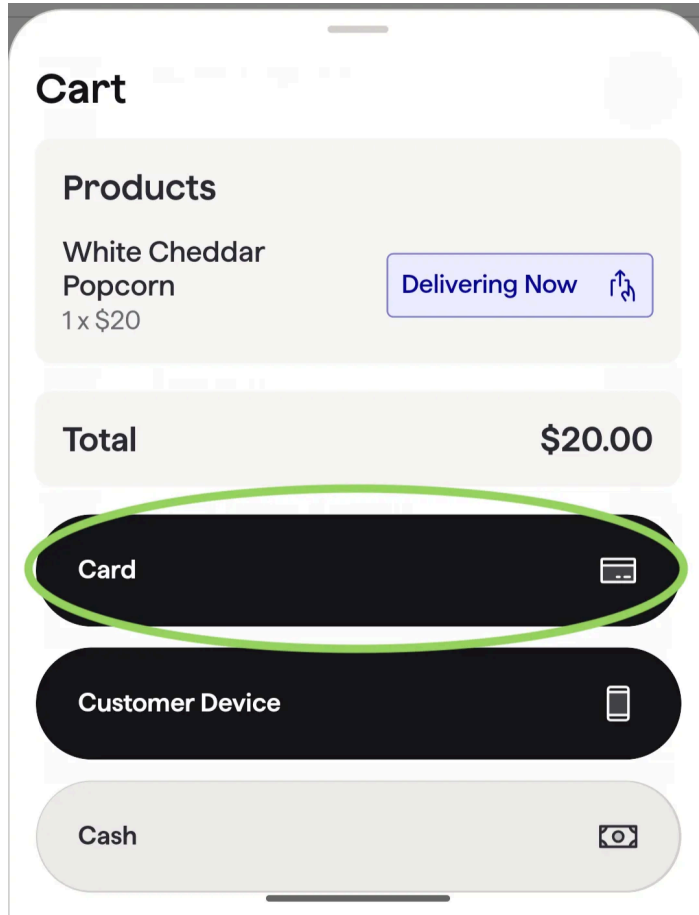 Cart
Products
White Cheddar
Popcorn
1 x $20
Delivering Now
Total
$20.00
Card
Customer Device
Cash